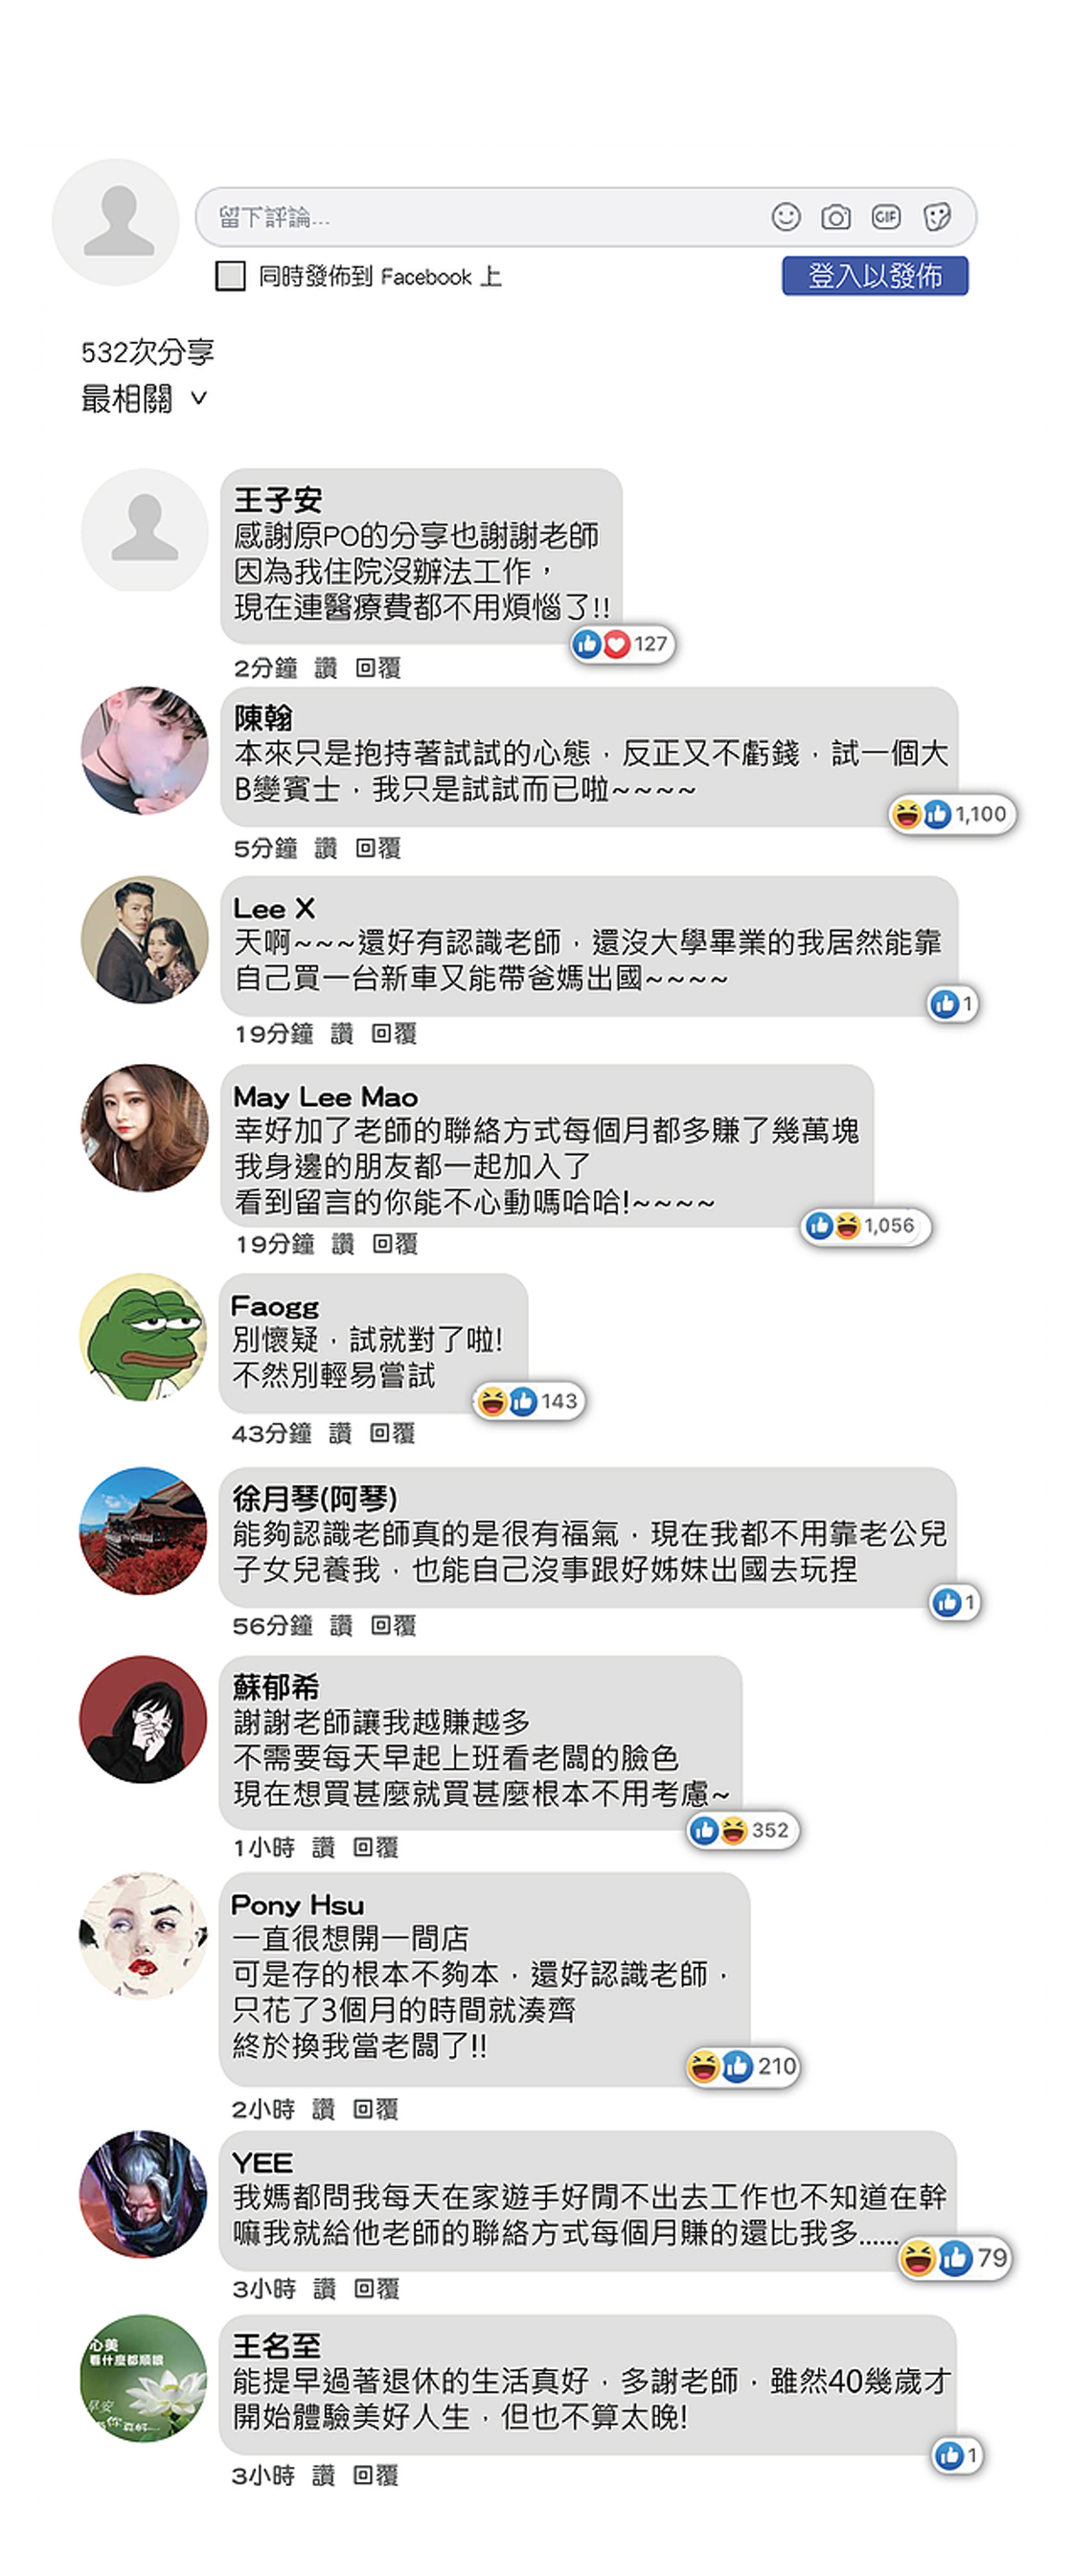 留下評論...
GIF
同時發佈到 Facebook 上
登入以發佈
532次分享
最相關
王子安
感謝原PO的分享也謝謝老師
因為我住院沒辦法工作，
現在連醫療費都不用煩惱了!!
127
2分鐘 讚 回覆
陳翰
本來只是抱持著試試的心態，反正又不虧錢，試一個大
B變賓士，我只是試試而已啦~~~~
1,100
5分鐘 讚 回覆
Lee X
天啊~~~還好有認識老師，還沒大學畢業的我居然能靠
自己買一台新車又能帶爸媽出國~~~~
1
19分鐘 讚 回覆
May Lee Mao
幸好加了老師的聯絡方式每個月都多賺了幾萬塊
我身邊的朋友都一起加入了
看到留言的你能不心動嗎哈哈!~~~~
1,056
19分鐘 讚 回覆
Faogg
別懷疑，試就對了啦!
不然別輕易嘗試
143
43分鐘 讚 回覆
徐月琴(阿琴)
能夠認識老師真的是很有福氣，現在我都不用靠老公兒
子女兒養我，也能自己沒事跟好姊妹出國去玩捏
1
56分鐘 讚 回覆
蘇郁希
謝謝老師讓我越賺越多
不需要每天早起上班看老闆的臉色
現在想買甚麼就買甚麼根本不用考慮~
352
1小時 讚 回覆
Pony Hsu
一直很想開一間店
可是存的根本不夠本，還好認識老師，
只花了3個月的時間就湊齊
終於換我當老闆了!!
210
2小時 讚 回覆
YEE
我媽都問我每天在家遊手好閒不出去工作也不知道在幹
嘛我就給他老師的聯絡方式每個月賺的還比我多......
79
3小時 讚 回覆
心美
看什麼都順眼
早安
你真好
王名至
能提早過著退休的生活真好，多謝老師，雖然40幾歲才
開始體驗美好人生，但也不算太晚!
1
3小時 讚 回覆